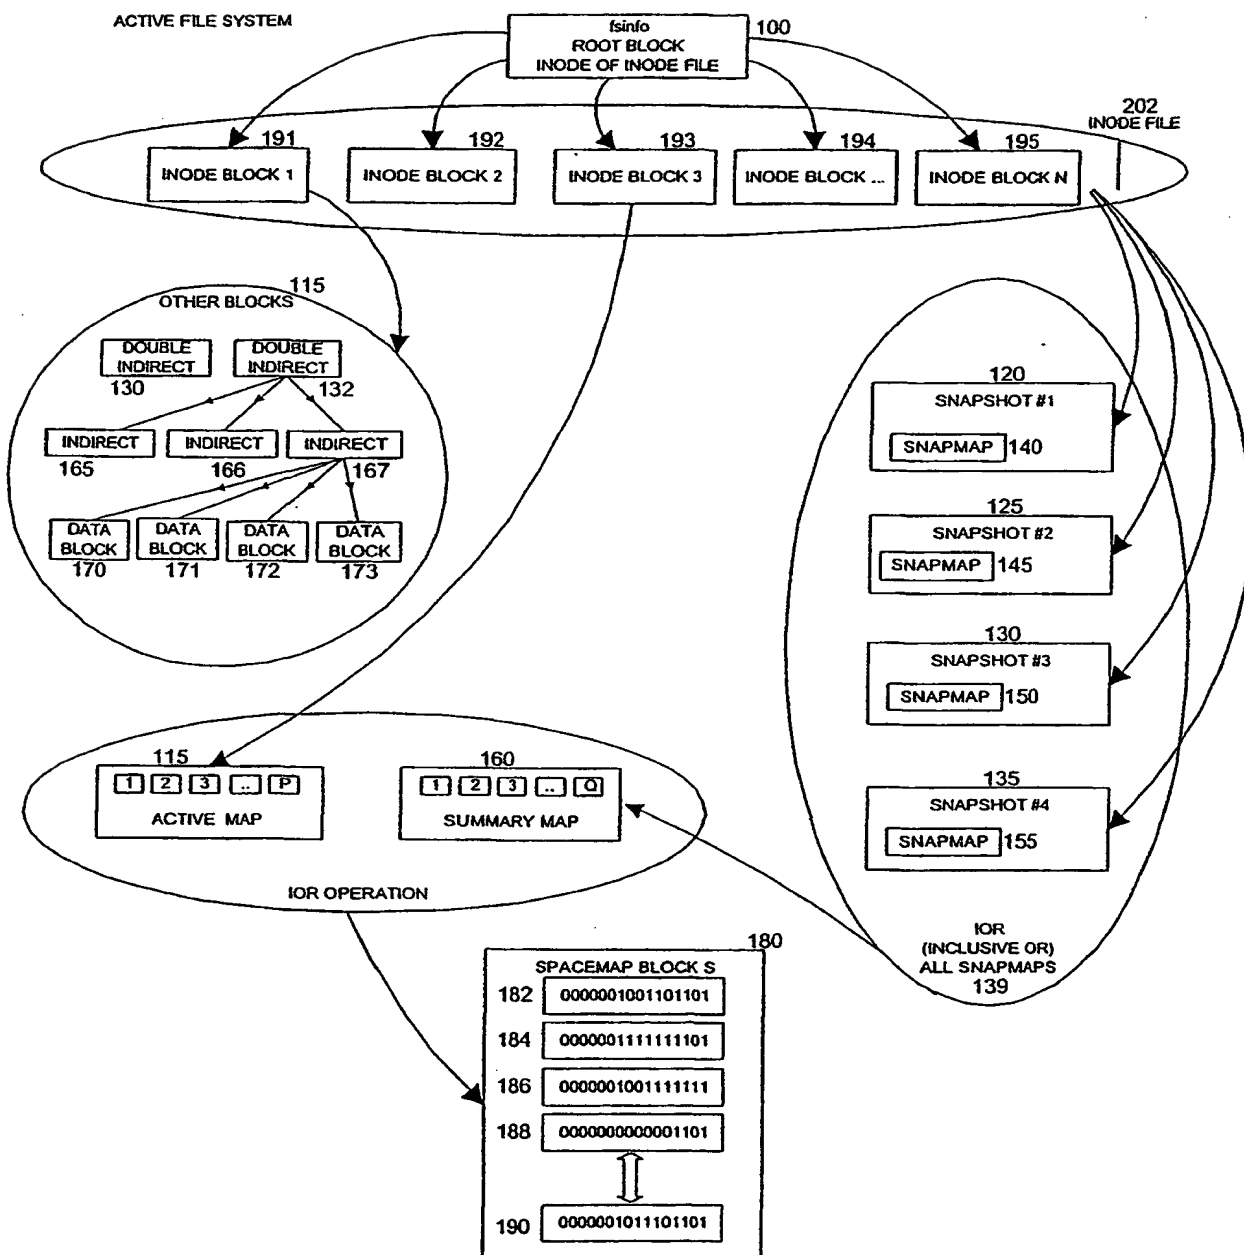 ACTIVE FILE SYSTEM
fsinfo
ROOT BLOCK
INODE OF INODE FILE
100
202
INODE FILE
191
192
193
194
195
INODE BLOCK 1
INODE BLOCK 2
INODE BLOCK 3
INODE BLOCK ...
INODE BLOCK N
115
OTHER BLOCKS
DOUBLE
INDIRECT
DOUBLE
INDIRECT
130
132
INDIRECT
INDIRECT
INDIRECT
165
166
167
DATA
BLOCK
DATA
BLOCK
DATA
BLOCK
DATA
BLOCK
170
171
172
173
120
SNAPSHOT #1
SNAPMAP
140
125
SNAPSHOT #2
SNAPMAP
145
130
SNAPSHOT #3
SNAPMAP
150
135
SNAPSHOT #4
SNAPMAP
155
IOR
(INCLUSIVE OR)
ALL SNAPMAPS
139
115
1 2 3 .. P
ACTIVE MAP
160
1 2 3 .. Q
SUMMARY MAP
IOR OPERATION
180
SPACEMAP BLOCK S
182
0000001001101101
184
0000001111111101
186
0000001001111111
188
0000000000001101
190
0000001011101101